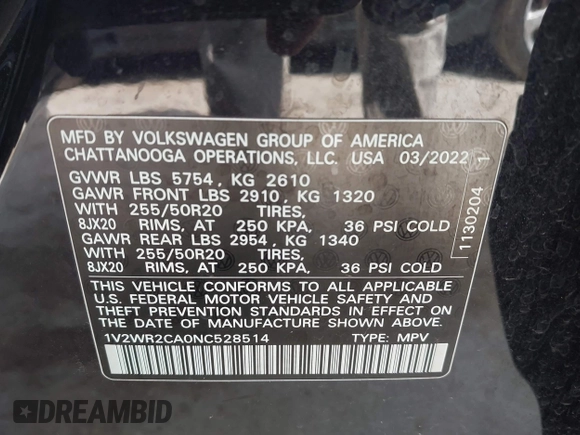 MFD BY VOLKSWAGEN GROUP OF AMERICA
CHATTANOOGA OPERATIONS, LLC. USA 03/2022
GVWR LBS 5754, KG 2610
GAWR FRONT LBS 2910, KG 1320
WITH 255/50R20 TIRES,
8JX20 RIMS, AT 250 KPA, 36 PSI COLD
GAWR REAR LBS 2954, KG 1340
WITH 255/50R20 TIRES,
8JX20 RIMS, AT 250 KPA, 36 PSI COLD
THIS VEHICLE CONFORMS TO ALL APPLICABLE
U.S. FEDERAL MOTOR VEHICLE SAFETY AND
THEFT PREVENTION STANDARDS IN EFFECT ON
THE DATE OF MANUFACTURE SHOWN ABOVE.
1V2WR2CA0NC528514 TYPE: MPV
1130204 1
DREAMBID